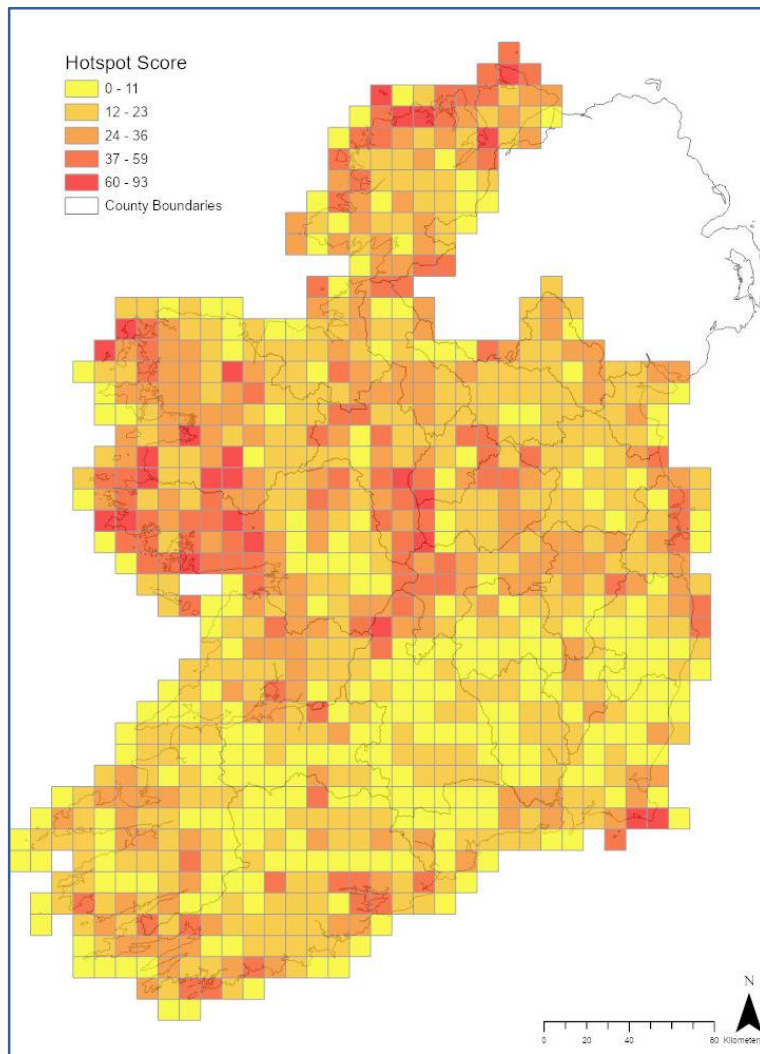 Hotspot Score
0 - 11
12 - 23
24 - 36
37 - 59
60 - 93
County Boundaries
N
0 20 40 80 Kilometers